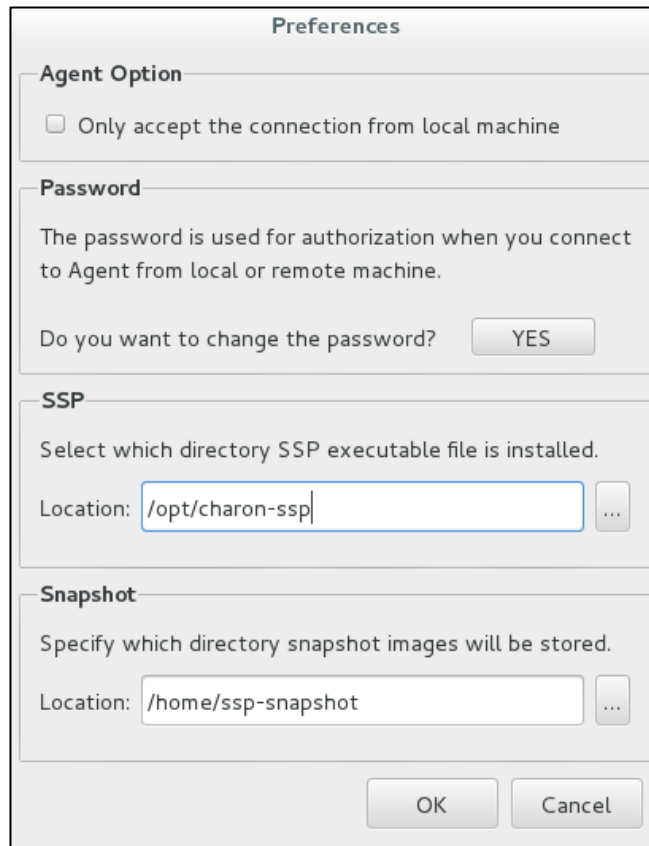 Preferences
Agent Option
Only accept the connection from local machine
Password
The password is used for authorization when you connect
to Agent from local or remote machine.
Do you want to change the password? YES
SSP
Select which directory SSP executable file is installed.
Location: /opt/charon-ssp ...
Snapshot
Specify which directory snapshot images will be stored.
Location: /home/ssp-snapshot ...
OK Cancel